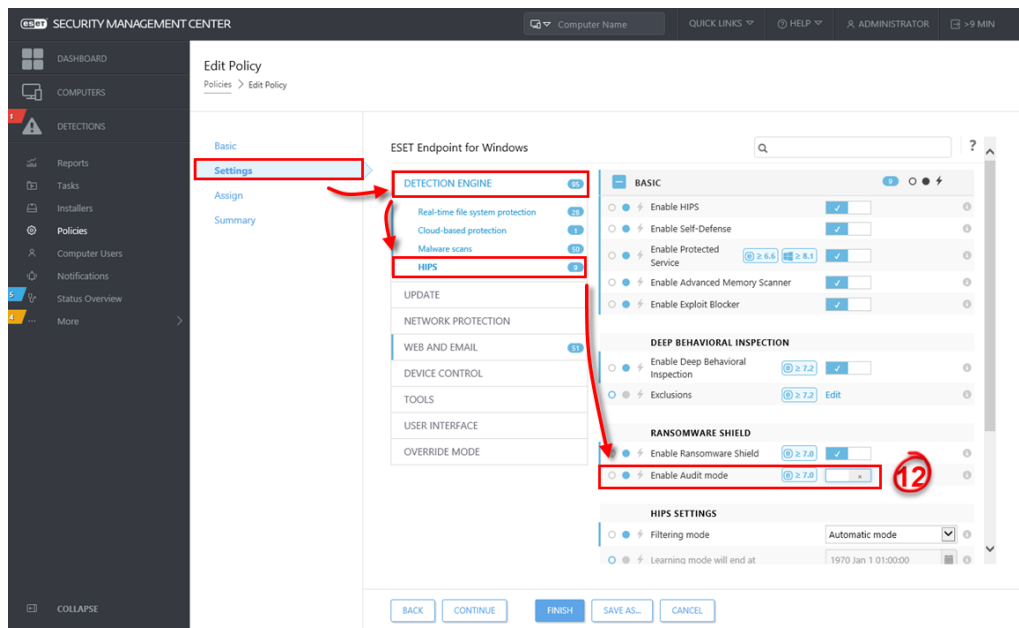 eset SECURITY MANAGEMENT CENTER
Computer Name
QUICK LINKS
HELP
ADMINISTRATOR
>9 MIN
DASHBOARD
COMPUTERS
1
DETECTIONS
Reports
Tasks
Installers
Policies
Computer Users
Notifications
5
Status Overview
4
More
COLLAPSE
Edit Policy
Policies > Edit Policy
Basic
Settings
Assign
Summary
ESET Endpoint for Windows
?
DETECTION ENGINE 95
Real-time file system protection 28
Cloud-based protection 1
Malware scans 50
HIPS 9
UPDATE
NETWORK PROTECTION
WEB AND EMAIL 51
DEVICE CONTROL
TOOLS
USER INTERFACE
OVERRIDE MODE
BASIC 9
Enable HIPS
Enable Self-Defense
Enable Protected
Service ≥ 6.6 ≥ 8.1
Enable Advanced Memory Scanner
Enable Exploit Blocker
DEEP BEHAVIORAL INSPECTION
Enable Deep Behavioral
Inspection ≥ 7.2
Exclusions ≥ 7.2 Edit
RANSOMWARE SHIELD
Enable Ransomware Shield ≥ 7.0
Enable Audit mode ≥ 7.0
12
HIPS SETTINGS
Filtering mode Automatic mode
Learning mode will end at 1970 Jan 1 01:00:00
BACK
CONTINUE
FINISH
SAVE AS...
CANCEL